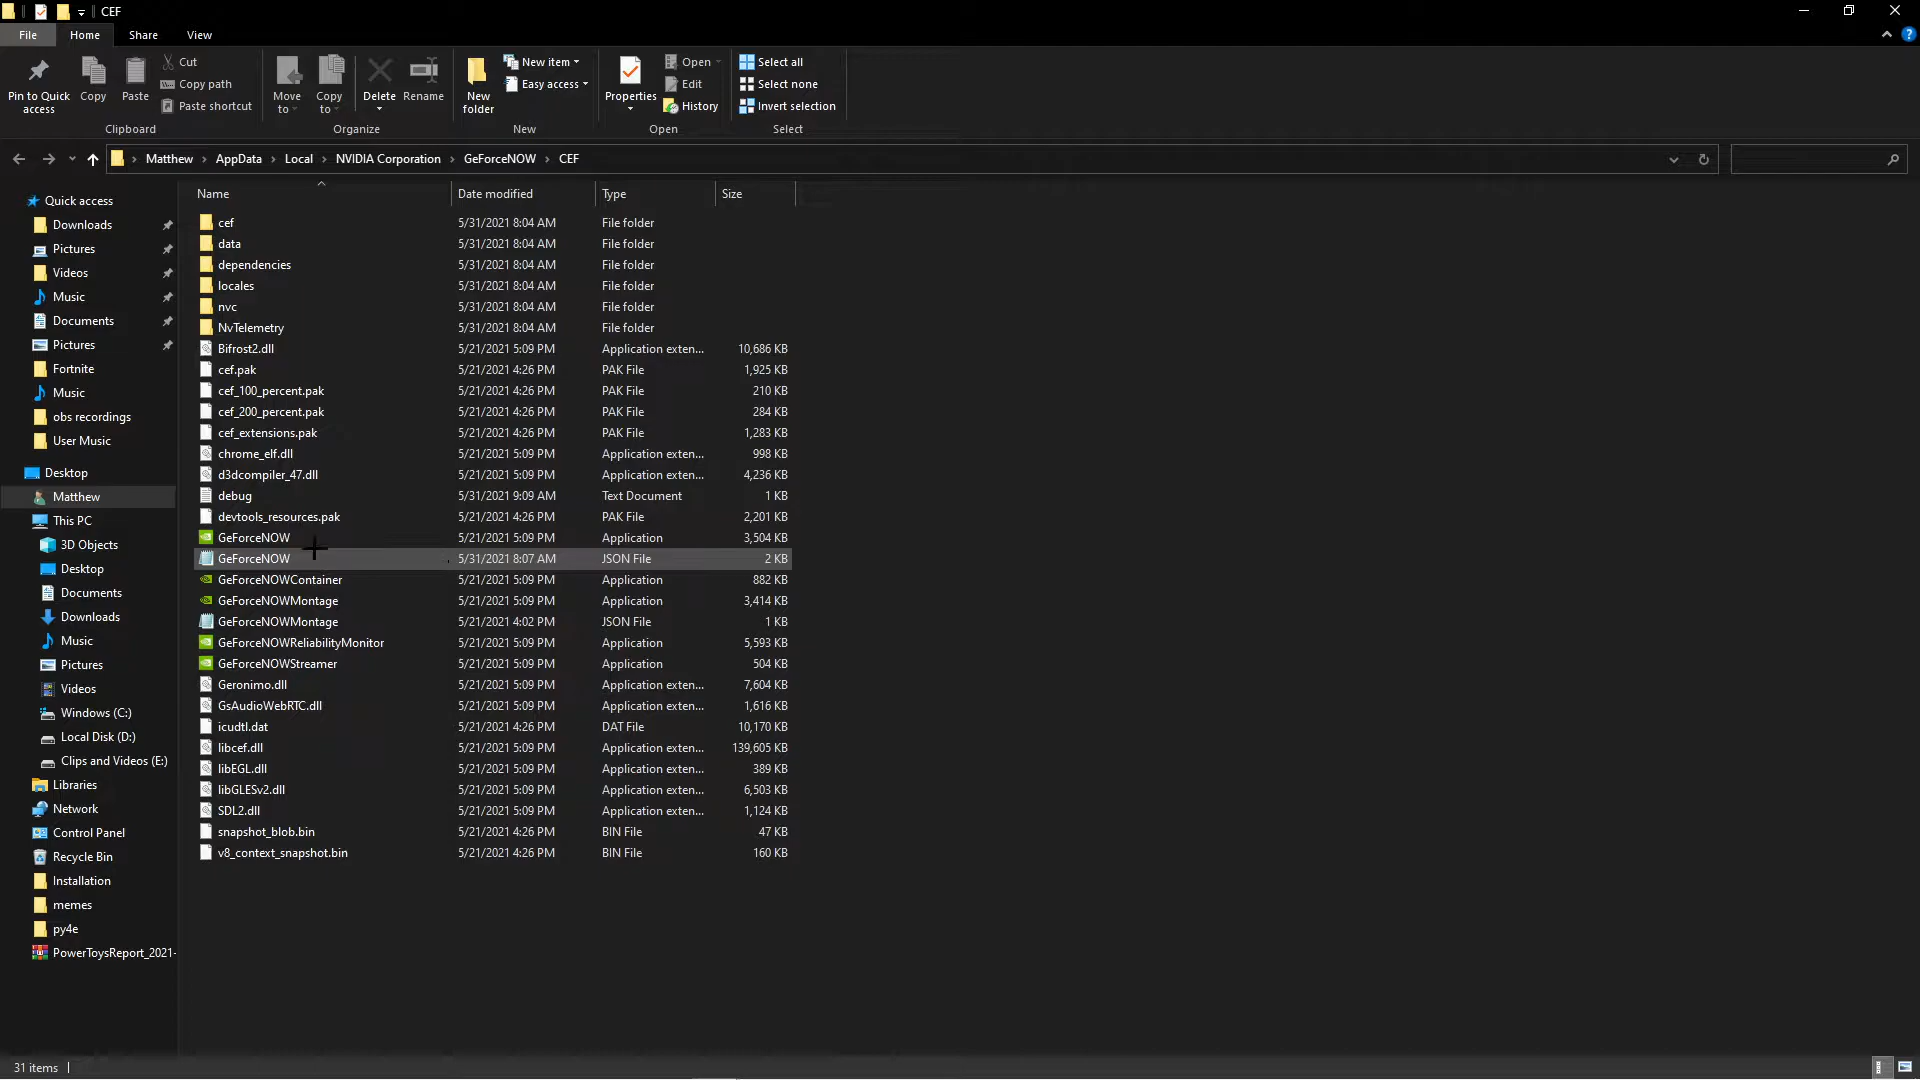 CEF
File Home Share View
Pin to Quick access
Copy
Paste
Cut
Copy path
Paste shortcut
Clipboard
Move to
Copy to
Delete
Rename
Organize
New folder
New item
Easy access
New
Properties
Open
Edit
History
Open
Select all
Select none
Invert selection
Select
Matthew > AppData > Local > NVIDIA Corporation > GeForceNOW > CEF
Quick access
Downloads
Pictures
Videos
Music
Documents
Pictures
Fortnite
Music
obs recordings
User Music
Desktop
Matthew
This PC
3D Objects
Desktop
Documents
Downloads
Music
Pictures
Videos
Windows (C:)
Local Disk (D:)
Clips and Videos (E:)
Libraries
Network
Control Panel
Recycle Bin
Installation
memes
py4e
PowerToysReport_2021-
Name Date modified Type Size
cef 5/31/2021 8:04 AM File folder
data 5/31/2021 8:04 AM File folder
dependencies 5/31/2021 8:04 AM File folder
locales 5/31/2021 8:04 AM File folder
nvc 5/31/2021 8:04 AM File folder
NvTelemetry 5/31/2021 8:04 AM File folder
Bifrost2.dll 5/21/2021 5:09 PM Application exten... 10,686 KB
cef.pak 5/21/2021 4:26 PM PAK File 1,925 KB
cef_100_percent.pak 5/21/2021 4:26 PM PAK File 210 KB
cef_200_percent.pak 5/21/2021 4:26 PM PAK File 284 KB
cef_extensions.pak 5/21/2021 4:26 PM PAK File 1,283 KB
chrome_elf.dll 5/21/2021 5:09 PM Application exten... 998 KB
d3dcompiler_47.dll 5/21/2021 5:09 PM Application exten... 4,236 KB
debug 5/31/2021 9:09 AM Text Document 1 KB
devtools_resources.pak 5/21/2021 4:26 PM PAK File 2,201 KB
GeForceNOW 5/21/2021 5:09 PM Application 3,504 KB
GeForceNOW 5/31/2021 8:07 AM JSON File 2 KB
GeForceNOWContainer 5/21/2021 5:09 PM Application 882 KB
GeForceNOWMontage 5/21/2021 5:09 PM Application 3,414 KB
GeForceNOWMontage 5/21/2021 4:02 PM JSON File 1 KB
GeForceNOWReliabilityMonitor 5/21/2021 5:09 PM Application 5,593 KB
GeForceNOWStreamer 5/21/2021 5:09 PM Application 504 KB
Geronimo.dll 5/21/2021 5:09 PM Application exten... 7,604 KB
GsAudioWebRTC.dll 5/21/2021 5:09 PM Application exten... 1,616 KB
icudtl.dat 5/21/2021 4:26 PM DAT File 10,170 KB
libcef.dll 5/21/2021 5:09 PM Application exten... 139,605 KB
libEGL.dll 5/21/2021 5:09 PM Application exten... 389 KB
libGLESv2.dll 5/21/2021 5:09 PM Application exten... 6,503 KB
SDL2.dll 5/21/2021 5:09 PM Application exten... 1,124 KB
snapshot_blob.bin 5/21/2021 4:26 PM BIN File 47 KB
v8_context_snapshot.bin 5/21/2021 4:26 PM BIN File 160 KB
31 items